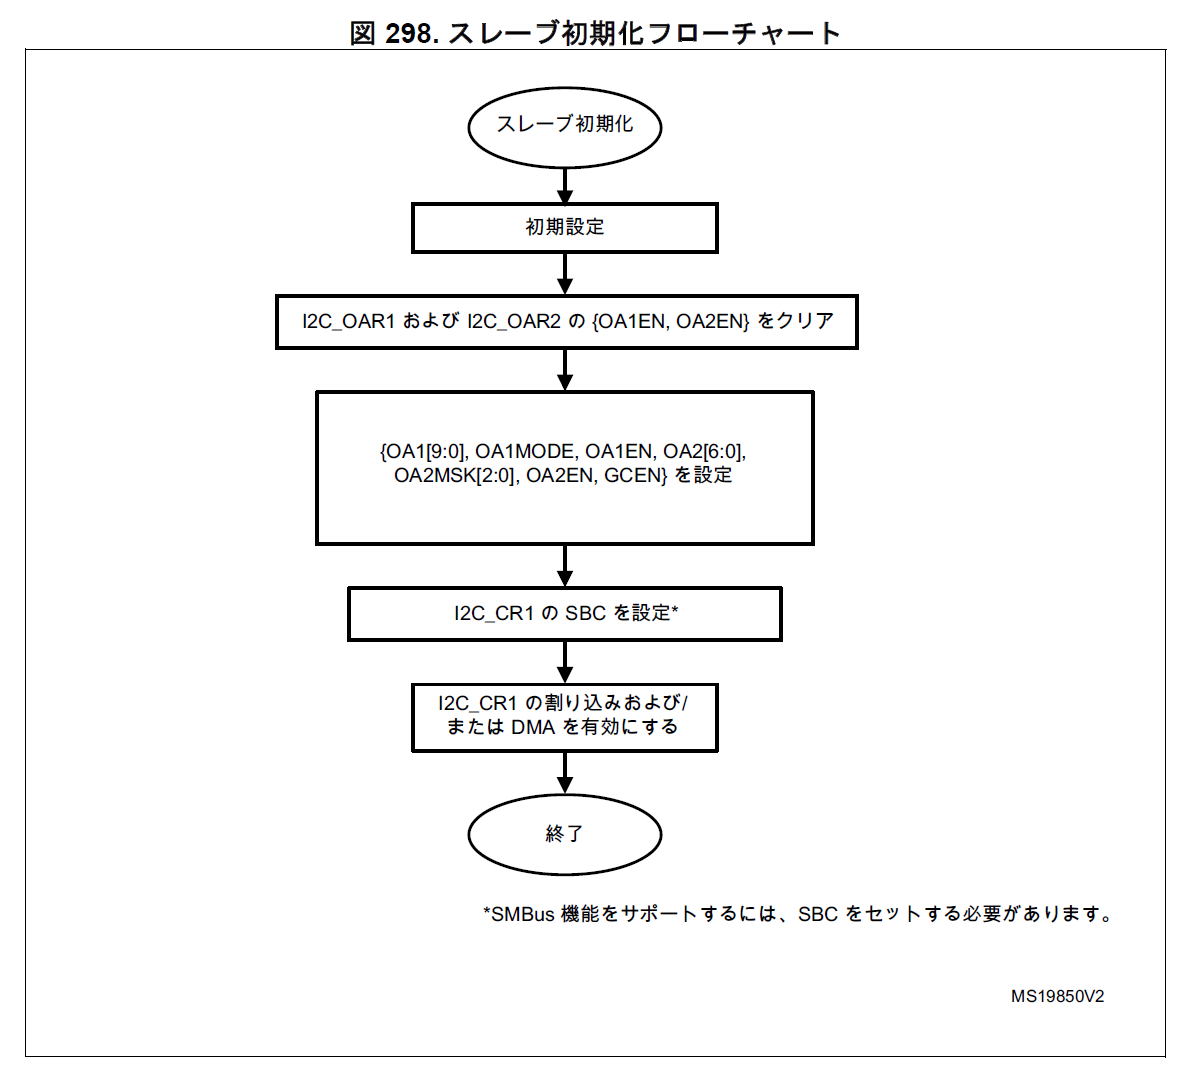 図 298. スレーブ初期化フローチャート
スレーブ初期化
初期設定
I2C_OAR1 および I2C_OAR2 の {OA1EN, OA2EN} をクリア
{OA1[9:0], OA1MODE, OA1EN, OA2[6:0],
OA2MSK[2:0], OA2EN, GCEN} を設定
I2C_CR1 の SBC を設定*
I2C_CR1 の割り込みおよび/
または DMA を有効にする
終了
*SMBus 機能をサポートするには、SBC をセットする必要があります。
MS19850V2